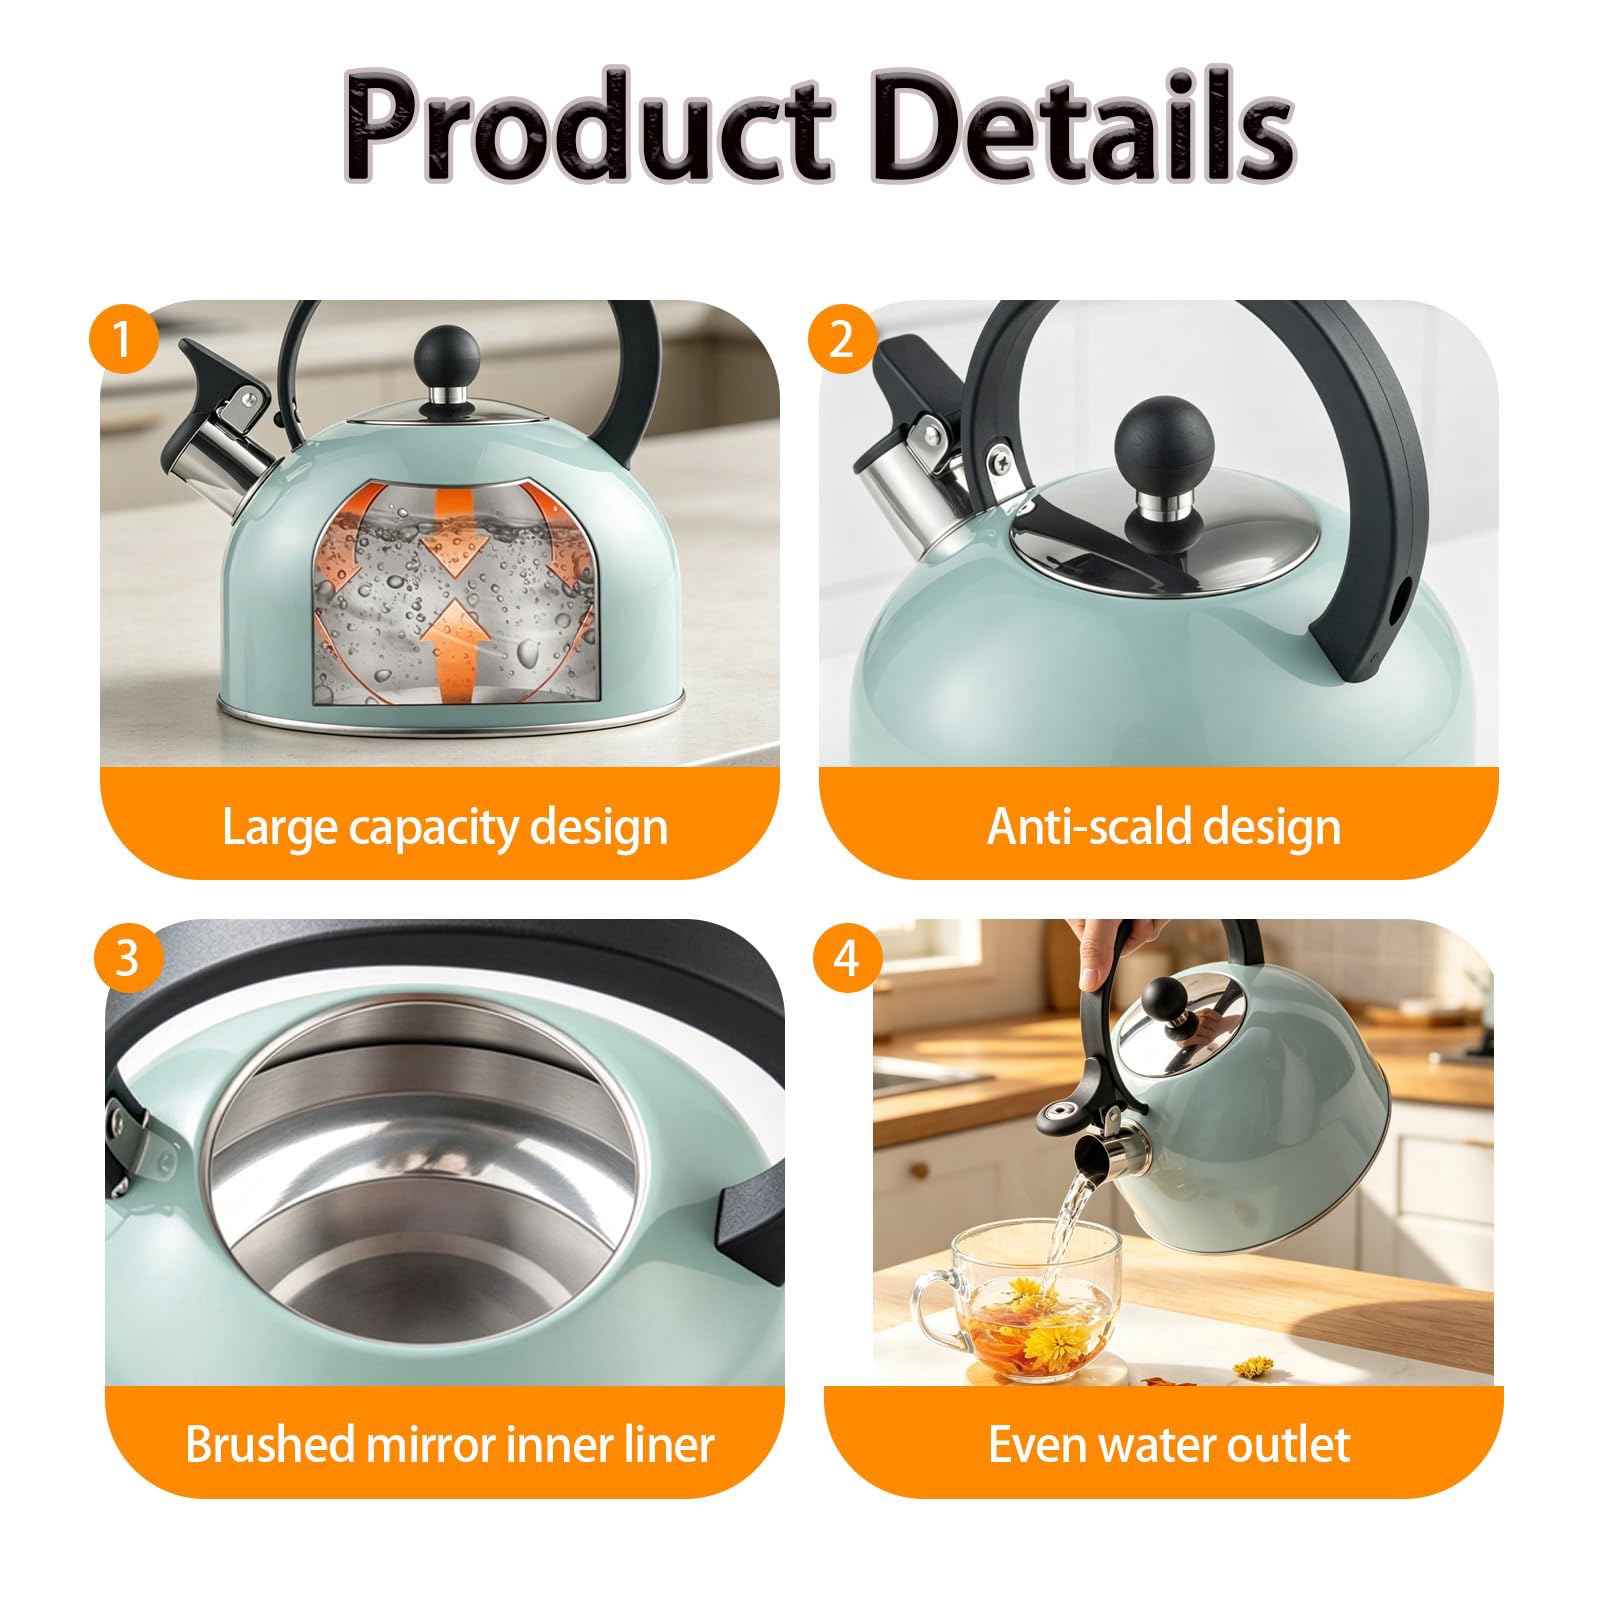 Product Details
1
2
Large capacity design
Anti-scald design
3
4
Brushed mirror inner liner
Even water outlet